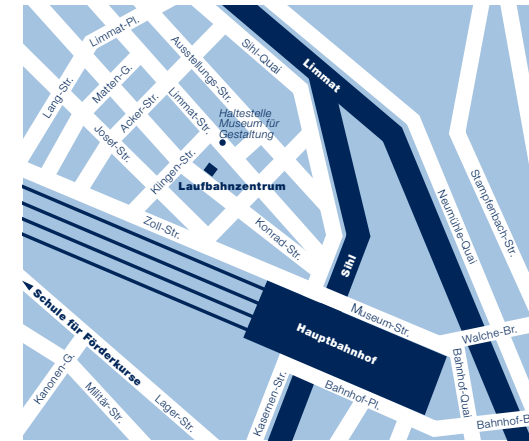 Limmat-Pl.
Ausstellungs-Str.
Sihl-Quai
Limmat
Lang-Str.
Matten-G.
Acker-Str.
Limmat-Str.
Josef-Str.
Haltestelle
Museum für
Gestaltung
Klingen-Str.
Laufbahnzentrum
Zoll-Str.
Konrad-Str.
Neumühle-Quai
Stampfenbach-Str.
Sihl
Museum-Str.
Walche-Br.
Schule für Förderkurse
Hauptbahnhof
Bahnhof-Quai
Kanonen-G.
Militär-Str.
Lager-Str.
Kasernen-Str.
Bahnhof-Pl.
Bahnhof-B